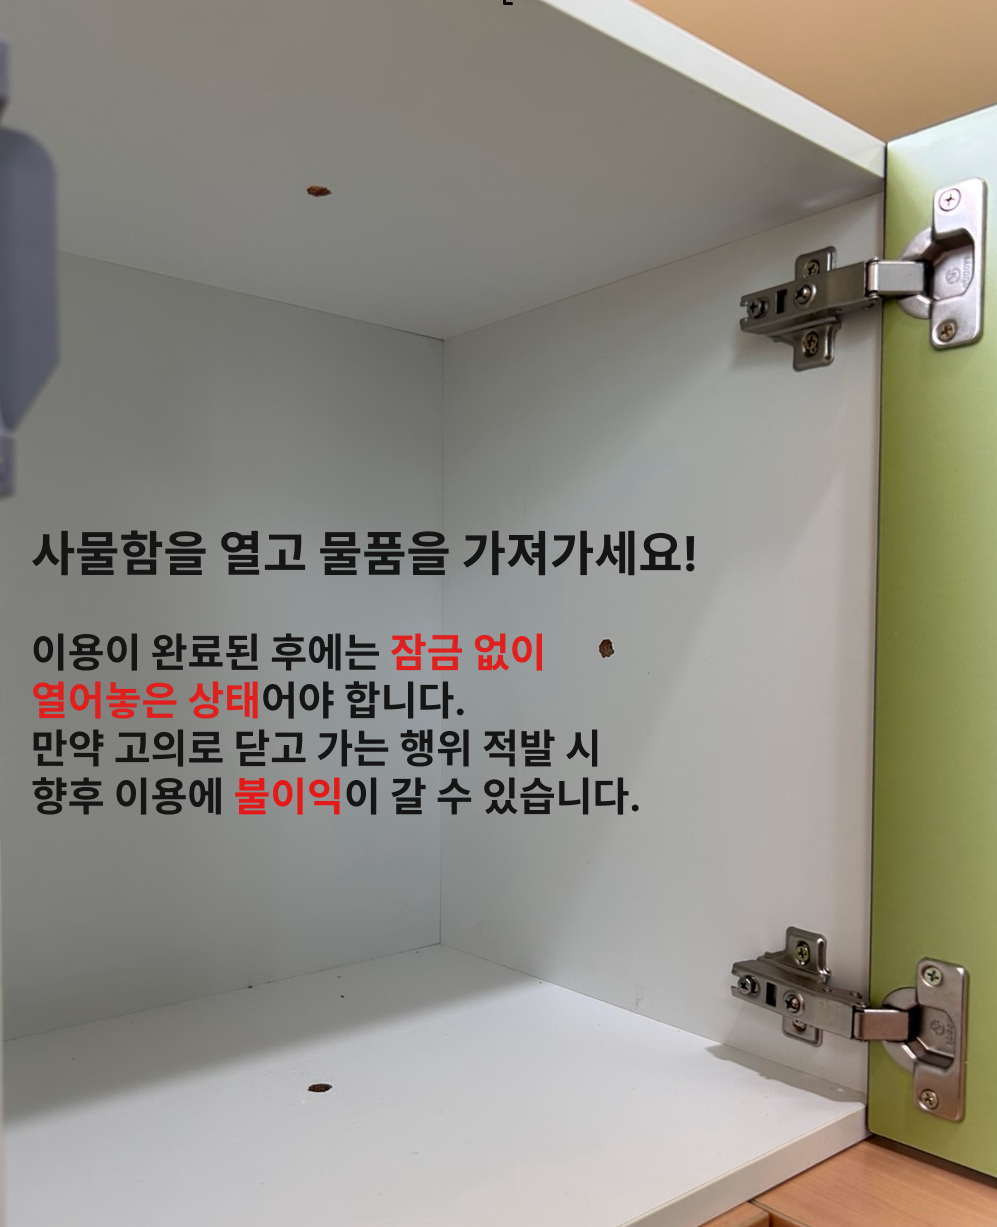 사물함을 열고 물품을 가져가세요!
이용이 완료된 후에는 잠금 없이
열어놓은 상태어야 합니다.
만약 고의로 닫고 가는 행위 적발 시
향후 이용에 불이익이 갈 수 있습니다.